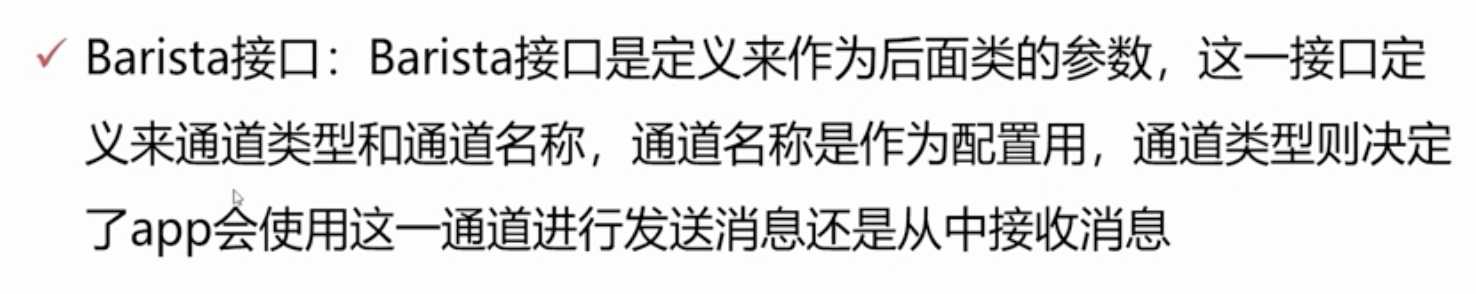 ✓ Barista接口：Barista接口是定义来作为后面类的参数，这一接口定
义来通道类型和通道名称，通道名称是作为配置用，通道类型则决定
了app会使用这一通道进行发送消息还是从中接收消息